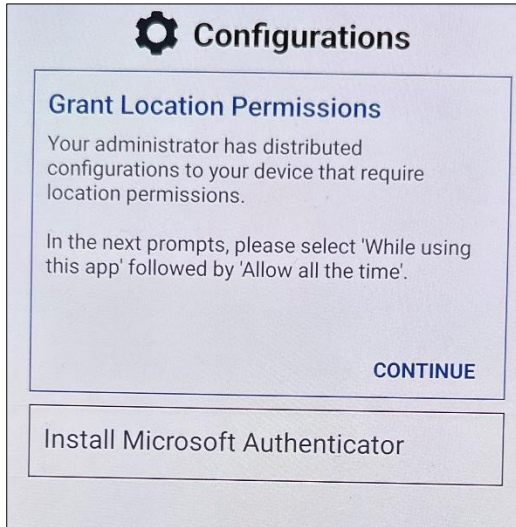 Configurations
Grant Location Permissions
Your administrator has distributed
configurations to your device that require
location permissions.
In the next prompts, please select 'While using
this app' followed by 'Allow all the time'.
CONTINUE
Install Microsoft Authenticator